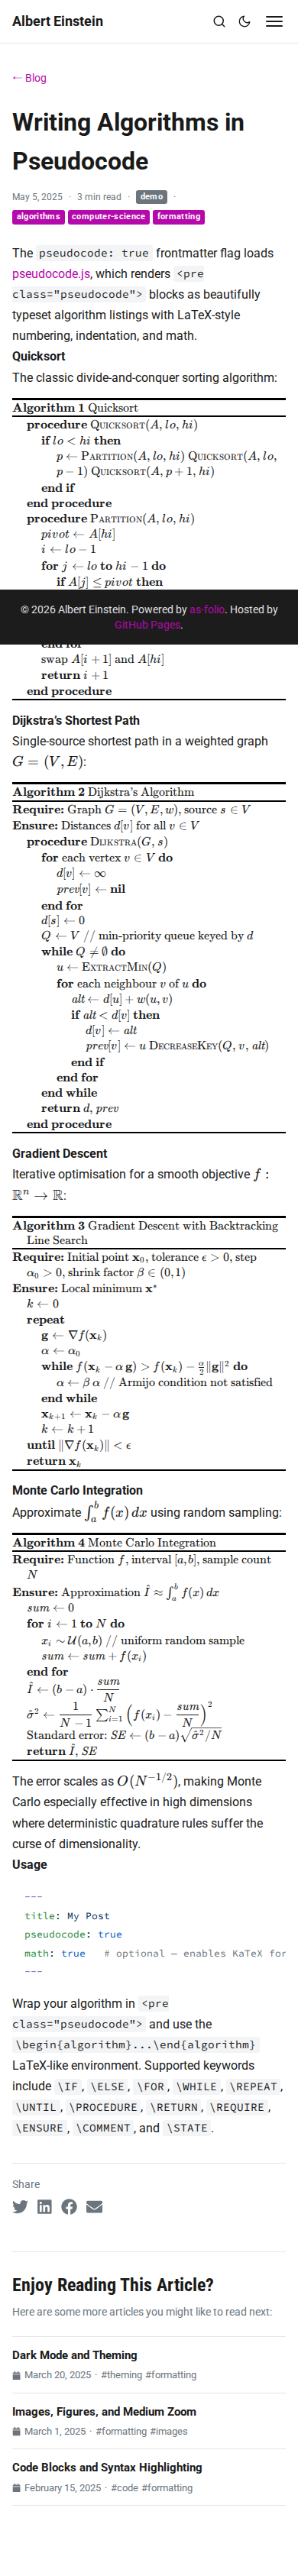 Albert Einstein
← Blog
Writing Algorithms in
Pseudocode
May 5, 2025 · 3 min read · demo ·
algorithms computer-science formatting
The pseudocode: true frontmatter flag loads
pseudocode.js, which renders <pre
class="pseudocode"> blocks as beautifully
typeset algorithm listings with LaTeX-style
numbering, indentation, and math.
Quicksort
The classic divide-and-conquer sorting algorithm:
Algorithm 1 Quicksort
procedure Quicksort(A, lo, hi)
if lo < hi then
p ← Partition(A, lo, hi) Quicksort(A, lo,
p − 1) Quicksort(A, p + 1, hi)
end if
end procedure
procedure Partition(A, lo, hi)
pivot ← A[hi]
i ← lo − 1
for j ← lo to hi − 1 do
if A[j] ≤ pivot then
© 2026 Albert Einstein. Powered by as-folio. Hosted by
GitHub Pages.
end for
swap A[i + 1] and A[hi]
return i + 1
end procedure
Dijkstra's Shortest Path
Single-source shortest path in a weighted graph
G = (V, E):
Algorithm 2 Dijkstra's Algorithm
Require: Graph G = (V, E, w), source s ∈ V
Ensure: Distances d[v] for all v ∈ V
procedure Dijkstra(G, s)
for each vertex v ∈ V do
d[v] ← ∞
prev[v] ← nil
end for
d[s] ← 0
Q ← V // min-priority queue keyed by d
while Q ≠ ∅ do
u ← ExtractMin(Q)
for each neighbour v of u do
alt ← d[u] + w(u, v)
if alt < d[v] then
d[v] ← alt
prev[v] ← u DecreaseKey(Q, v, alt)
end if
end for
end while
return d, prev
end procedure
Gradient Descent
Iterative optimisation for a smooth objective f :
ℝⁿ → ℝ:
Algorithm 3 Gradient Descent with Backtracking
Line Search
Require: Initial point x₀, tolerance ϵ > 0, step
α₀ > 0, shrink factor β ∈ (0, 1)
Ensure: Local minimum x*
k ← 0
repeat
g ← ∇f(xₖ)
α ← α₀
while f(xₖ − α g) > f(xₖ) − α/2 ‖g‖² do
α ← β α // Armijo condition not satisfied
end while
xₖ₊₁ ← xₖ − α g
k ← k + 1
until ‖∇f(xₖ)‖ < ϵ
return xₖ
Monte Carlo Integration
Approximate ∫ₐᵇ f(x) dx using random sampling:
Algorithm 4 Monte Carlo Integration
Require: Function f, interval [a, b], sample count
N
Ensure: Approximation Î ≈ ∫ₐᵇ f(x) dx
sum ← 0
for i ← 1 to N do
xᵢ ∼ 𝒰(a, b) // uniform random sample
sum ← sum + f(xᵢ)
end for
Î ← (b − a) · sum/N
σ̂² ← 1/(N − 1) ∑ᵢ₌₁ᴺ (f(xᵢ) − sum/N)²
Standard error: SE ← (b − a)√(σ̂²/N)
return Î, SE
The error scales as O(N⁻¹ᐟ²), making Monte
Carlo especially effective in high dimensions
where deterministic quadrature rules suffer the
curse of dimensionality.
Usage
---
title: My Post
pseudocode: true
math: true # optional — enables KaTeX for
---
Wrap your algorithm in <pre
class="pseudocode"> and use the
\begin{algorithm}...\end{algorithm}
LaTeX-like environment. Supported keywords
include \IF, \ELSE, \FOR, \WHILE, \REPEAT,
\UNTIL, \PROCEDURE, \RETURN, \REQUIRE,
\ENSURE, \COMMENT, and \STATE.
Share
Enjoy Reading This Article?
Here are some more articles you might like to read next:
Dark Mode and Theming
March 20, 2025 · #theming #formatting
Images, Figures, and Medium Zoom
March 1, 2025 · #formatting #images
Code Blocks and Syntax Highlighting
February 15, 2025 · #code #formatting